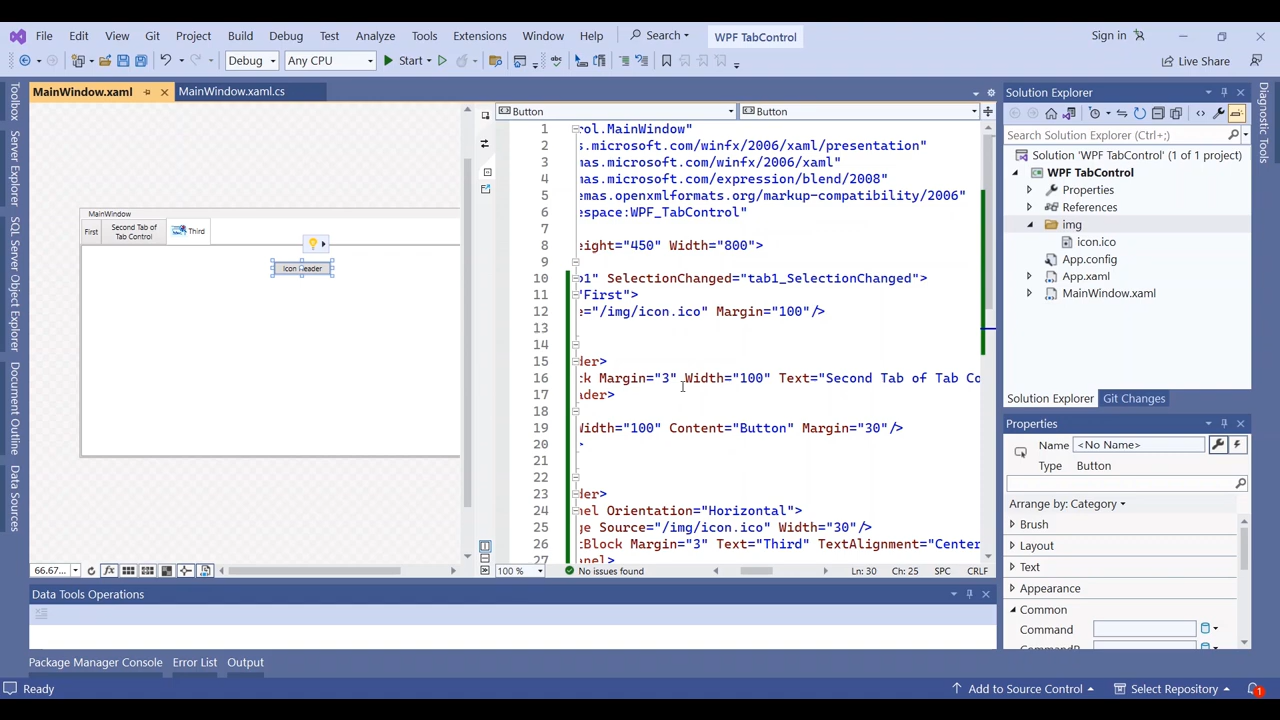 File Edit View Git Project Build Debug Test Analyze Tools Extensions Window Help Search WPF TabControl Sign in
Debug Any CPU Start Live Share
MainWindow.xaml MainWindow.xaml.cs
Toolbox
Server Explorer
SQL Server Object Explorer
Document Outline
Data Sources
MainWindow
First
Second Tab of
Tab Control
Third
Icon Header
66.67...
Button Button
1 rol.MainWindow"
2 s.microsoft.com/winfx/2006/xaml/presentation"
3 mas.microsoft.com/winfx/2006/xaml"
4 mas.microsoft.com/expression/blend/2008"
5 emas.openxmlformats.org/markup-compatibility/2006"
6 espace:WPF_TabControl"
7
8 eight="450" Width="800">
9
10 b1" SelectionChanged="tab1_SelectionChanged">
11 "First">
12 e="/img/icon.ico" Margin="100"/>
13
14
15 der>
16 ck Margin="3" Width="100" Text="Second Tab of Tab Co
17 ader>
18
19 Width="100" Content="Button" Margin="30"/>
20 >
21
22
23 der>
24 nel Orientation="Horizontal">
25 ge Source="/img/icon.ico" Width="30"/>
26 tBlock Margin="3" Text="Third" TextAlignment="Center
27 nel>
100 % No issues found Ln: 30 Ch: 25 SPC CRLF
Solution Explorer
Search Solution Explorer (Ctrl+;)
Solution 'WPF TabControl' (1 of 1 project)
WPF TabControl
Properties
References
img
icon.ico
App.config
App.xaml
MainWindow.xaml
Solution Explorer Git Changes
Properties
Name <No Name>
Type Button
Arrange by: Category
Brush
Layout
Text
Appearance
Common
Command
Diagnostic Tools
Data Tools Operations
Package Manager Console Error List Output
Ready Add to Source Control Select Repository 1